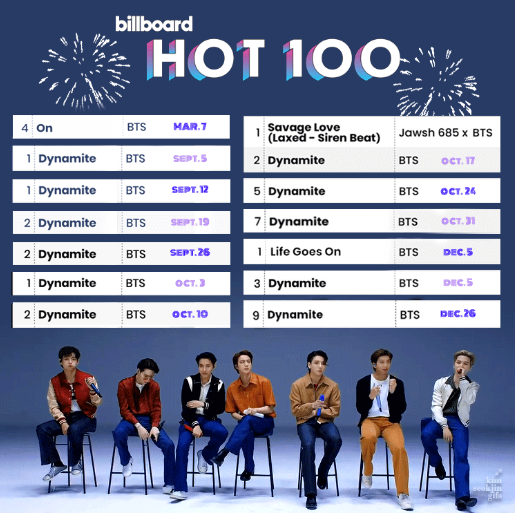 billboard
HOT 100
4 On BTS MAR.7
1 Dynamite BTS SEPT.5
1 Dynamite BTS SEPT.12
2 Dynamite BTS SEPT.19
2 Dynamite BTS SEPT.26
1 Dynamite BTS OCT.3
2 Dynamite BTS OCT.10
1 Savage Love
(Laxed - Siren Beat) Jawsh 685 x BTS
2 Dynamite BTS OCT.17
5 Dynamite BTS OCT.24
7 Dynamite BTS OCT.31
1 Life Goes On BTS DEC.5
3 Dynamite BTS DEC.5
9 Dynamite BTS DEC.26
kim
seokjin
gifs